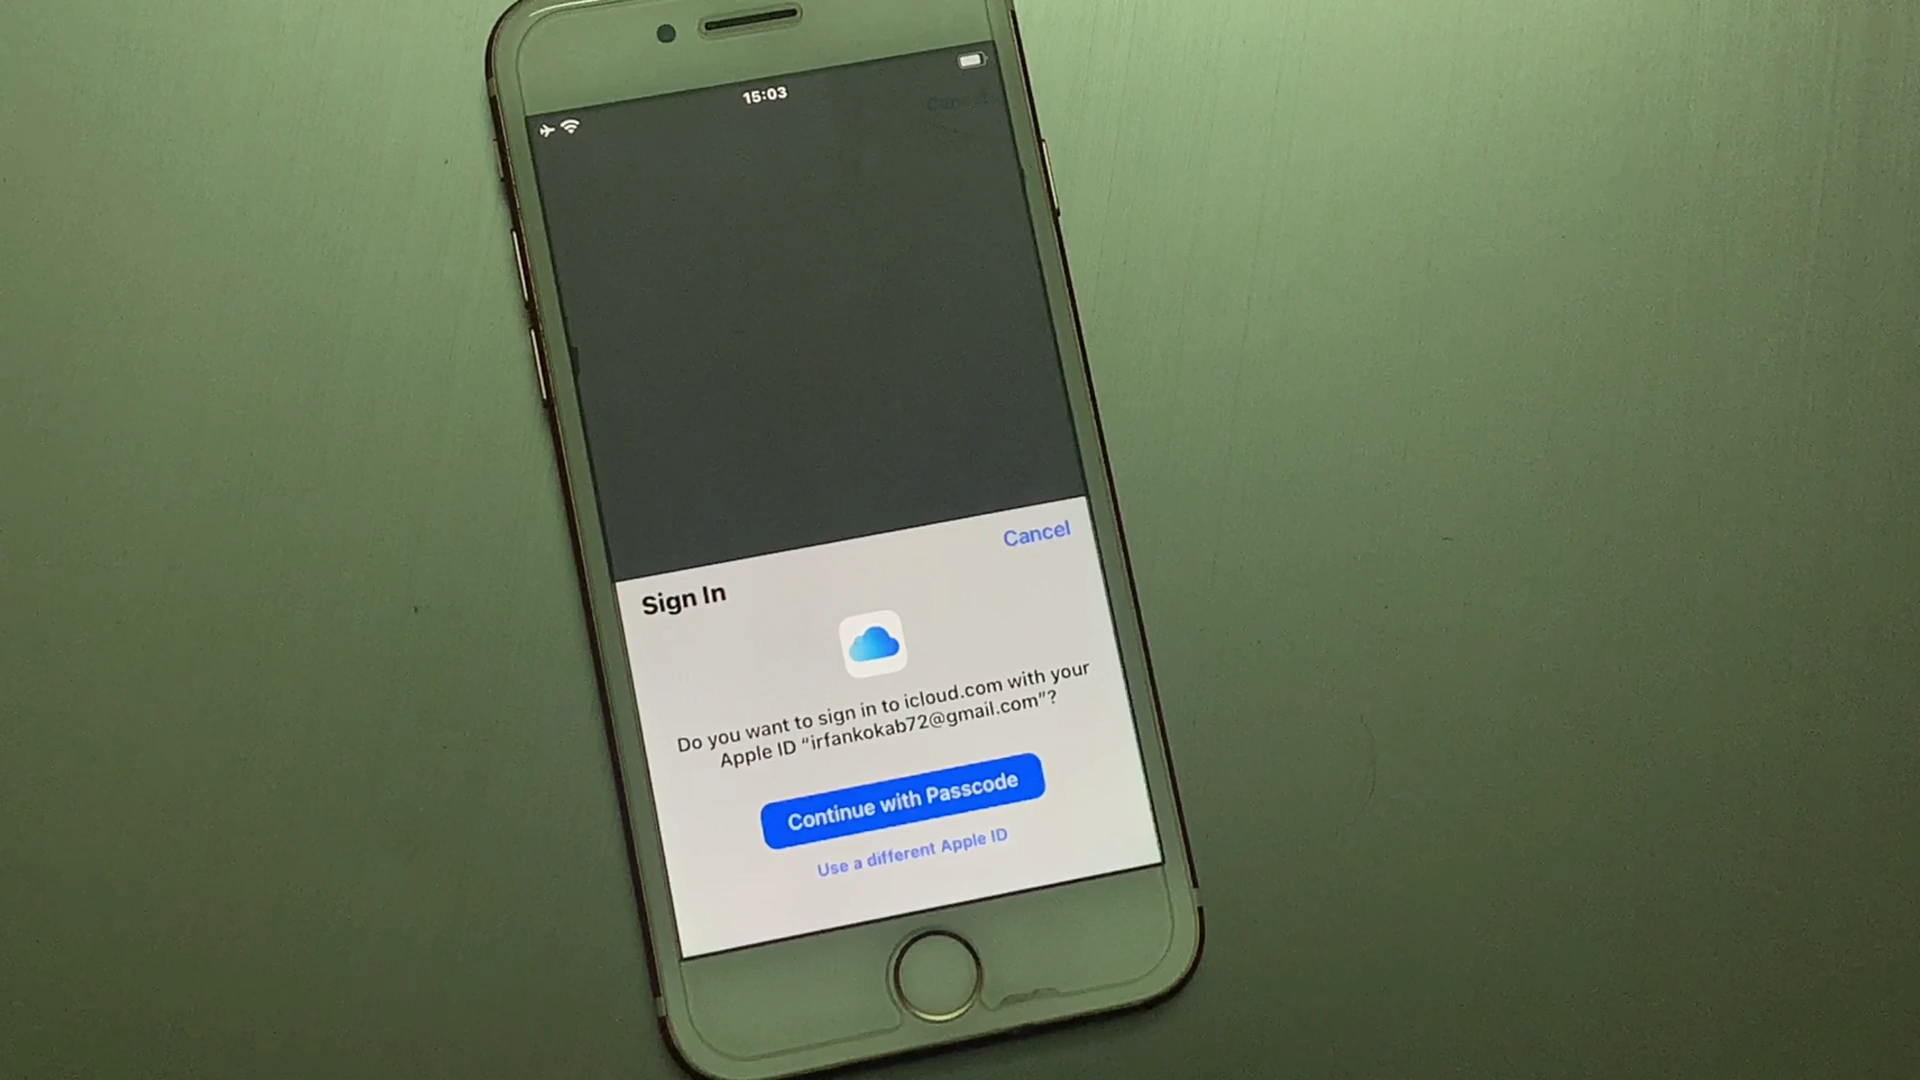 15:03
Cancel
Cancel
Sign In
Do you want to sign in to icloud.com with your
Apple ID “irfankokab72@gmail.com”?
Continue with Passcode
Use a different Apple ID